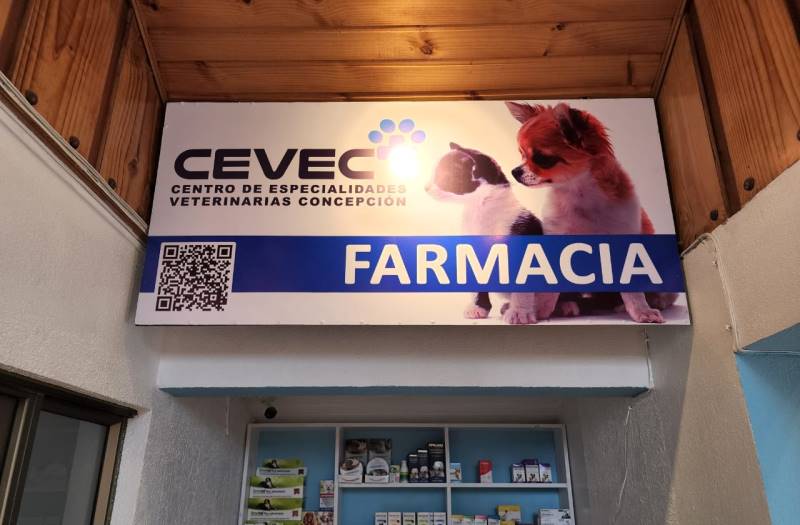 CEVEC
CENTRO DE ESPECIALIDADES
VETERINARIAS CONCEPCIÓN
FARMACIA